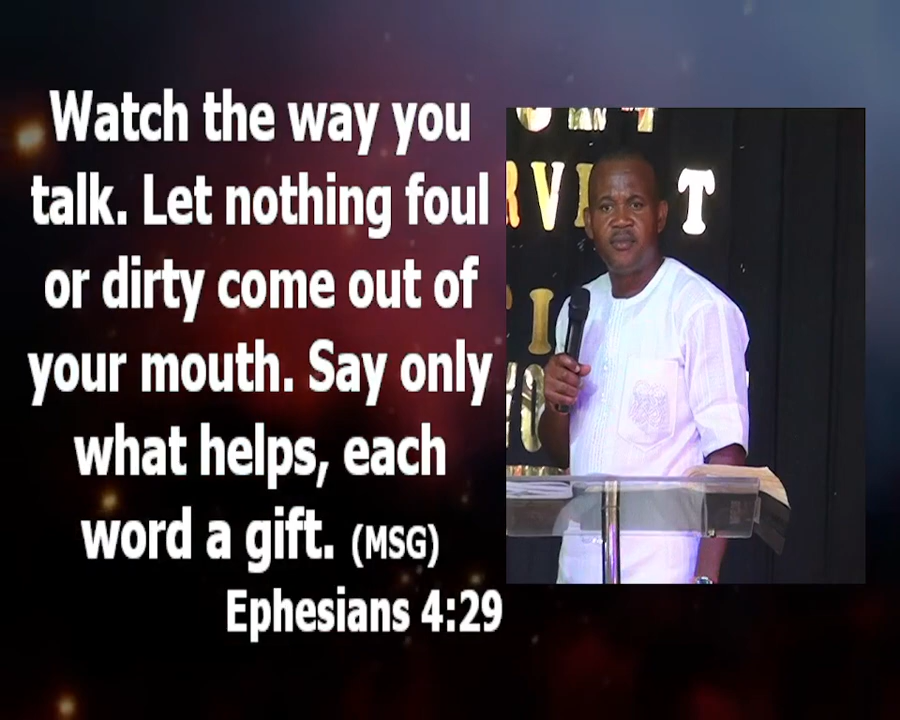 Watch the way you
talk. Let nothing foul
or dirty come out of
your mouth. Say only
what helps, each
word a gift. (MSG)
Ephesians 4:29